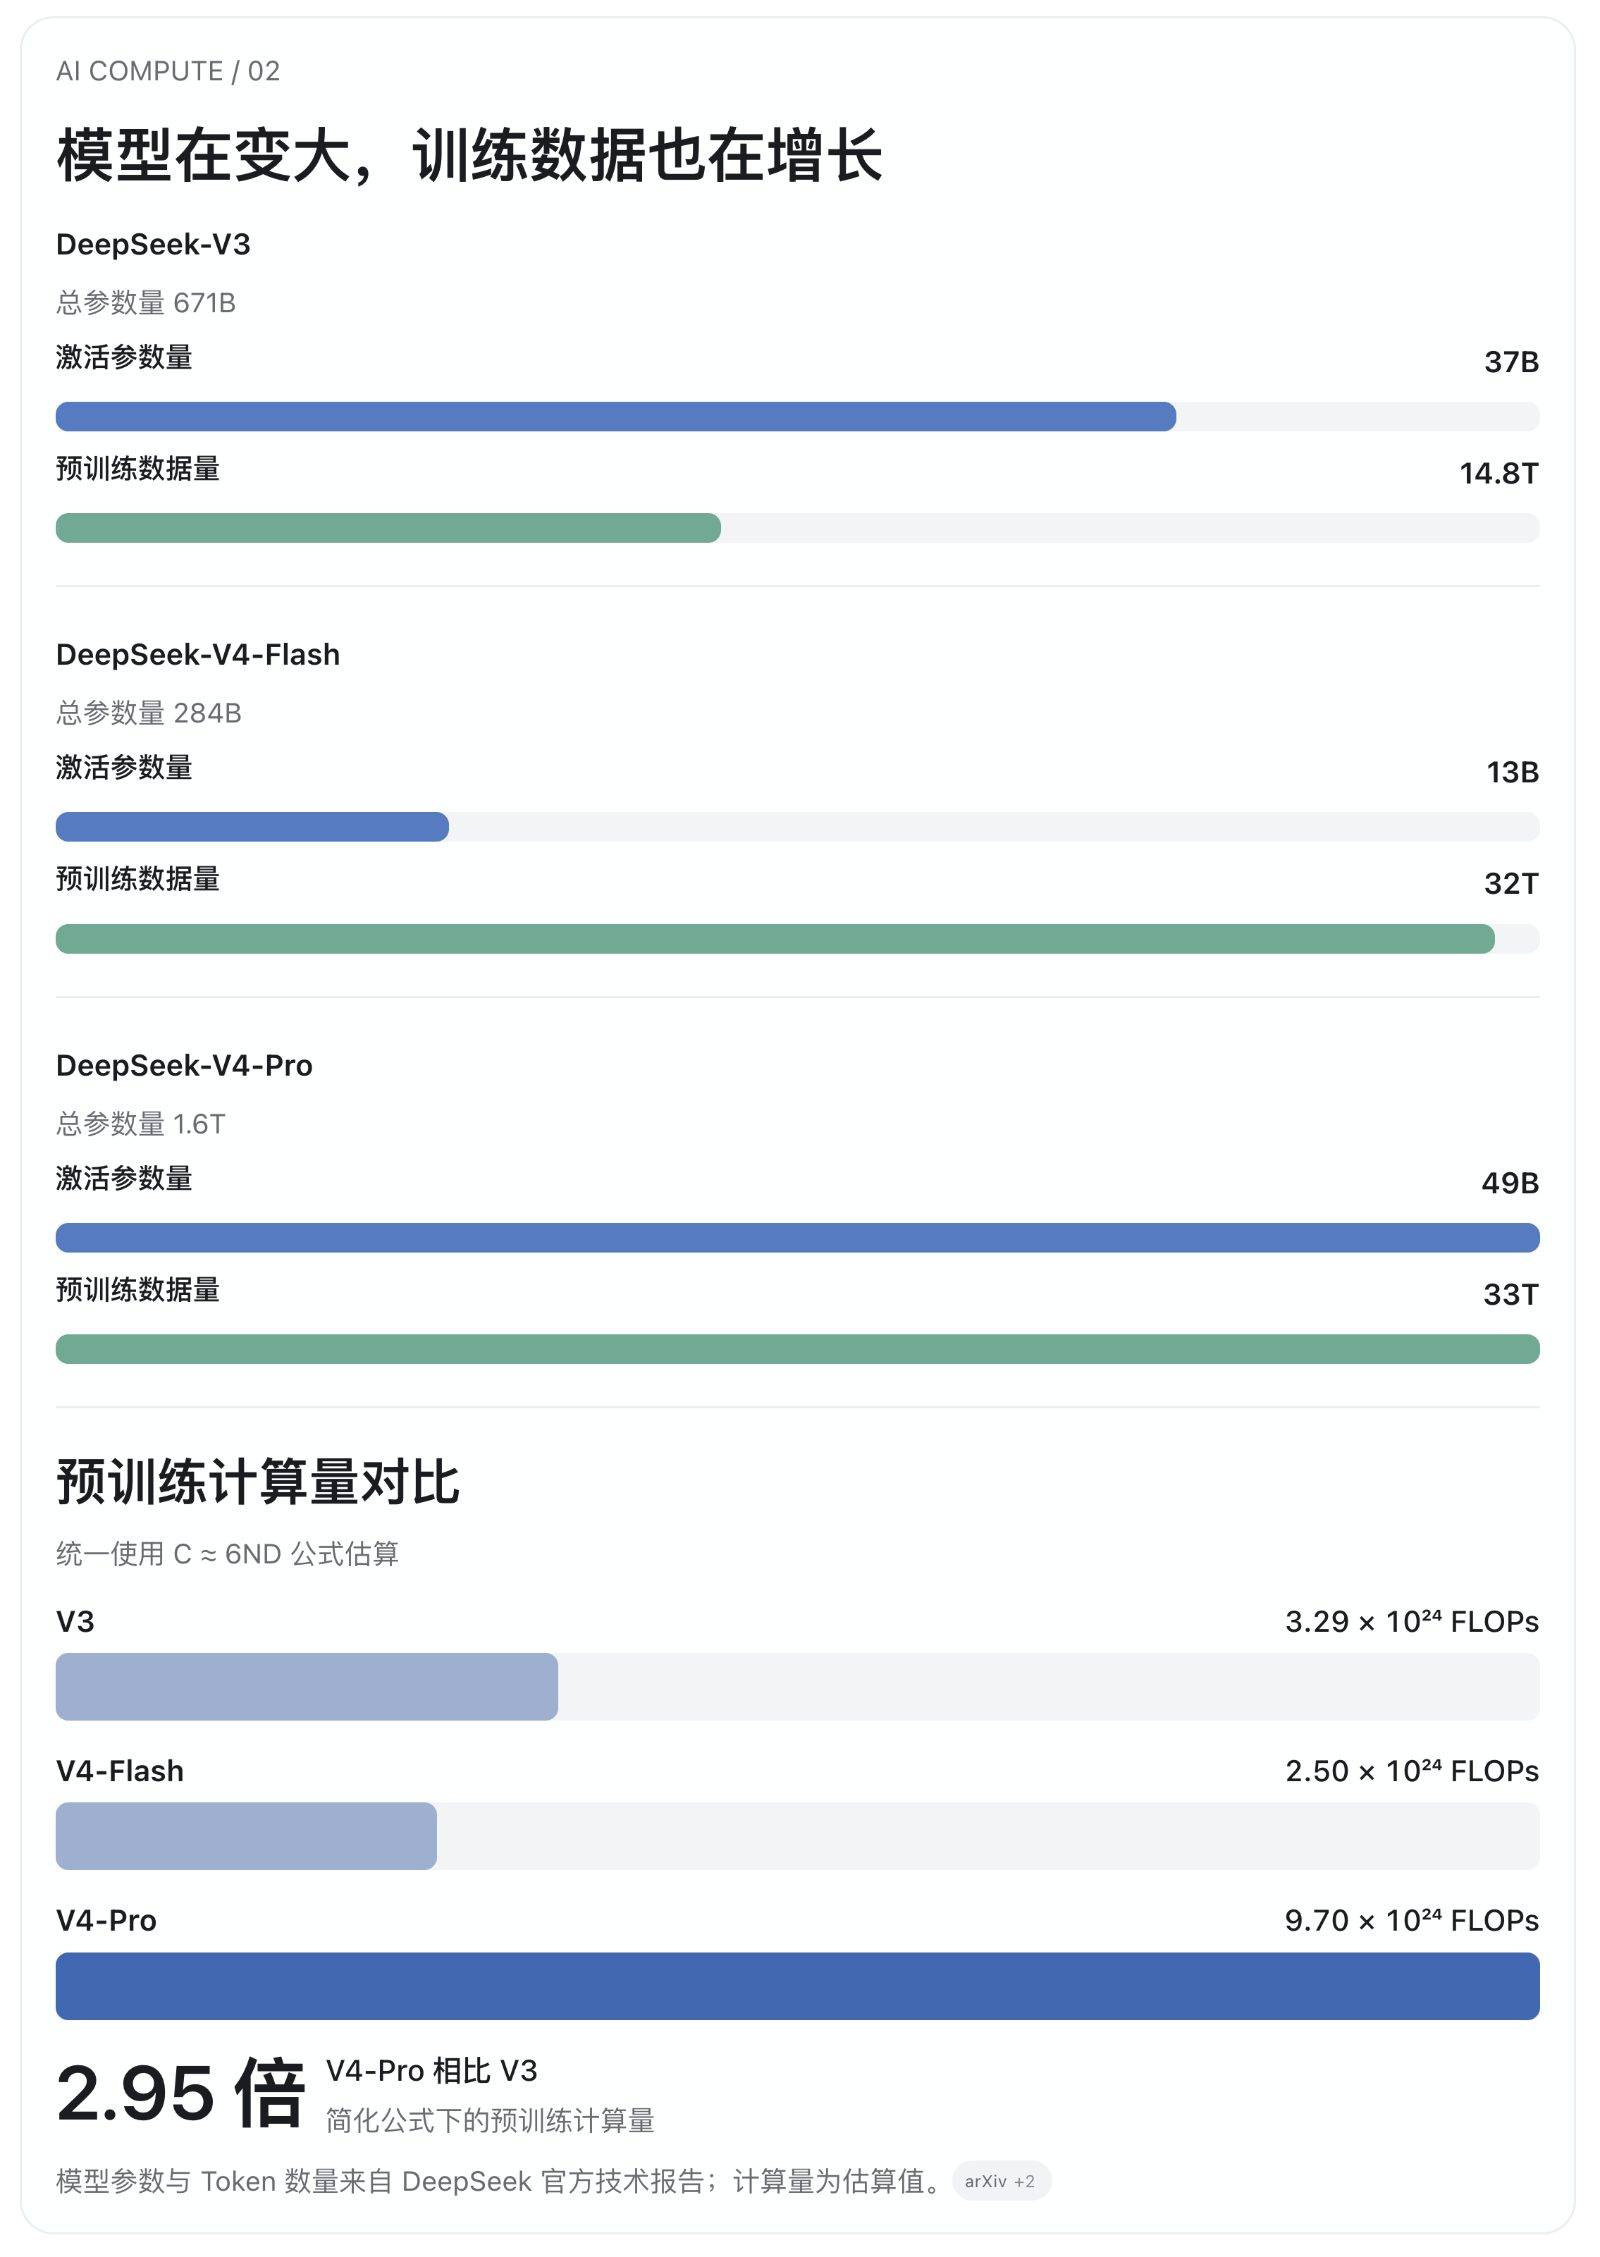 AI COMPUTE / 02
模型在变大，训练数据也在增长
DeepSeek-V3
总参数量 671B
激活参数量 37B
预训练数据量 14.8T
DeepSeek-V4-Flash
总参数量 284B
激活参数量 13B
预训练数据量 32T
DeepSeek-V4-Pro
总参数量 1.6T
激活参数量 49B
预训练数据量 33T
预训练计算量对比
统一使用 C ≈ 6ND 公式估算
V3 3.29 × 10²⁴ FLOPs
V4-Flash 2.50 × 10²⁴ FLOPs
V4-Pro 9.70 × 10²⁴ FLOPs
2.95 倍
V4-Pro 相比 V3
简化公式下的预训练计算量
模型参数与 Token 数量来自 DeepSeek 官方技术报告；计算量为估算值。 arXiv +2